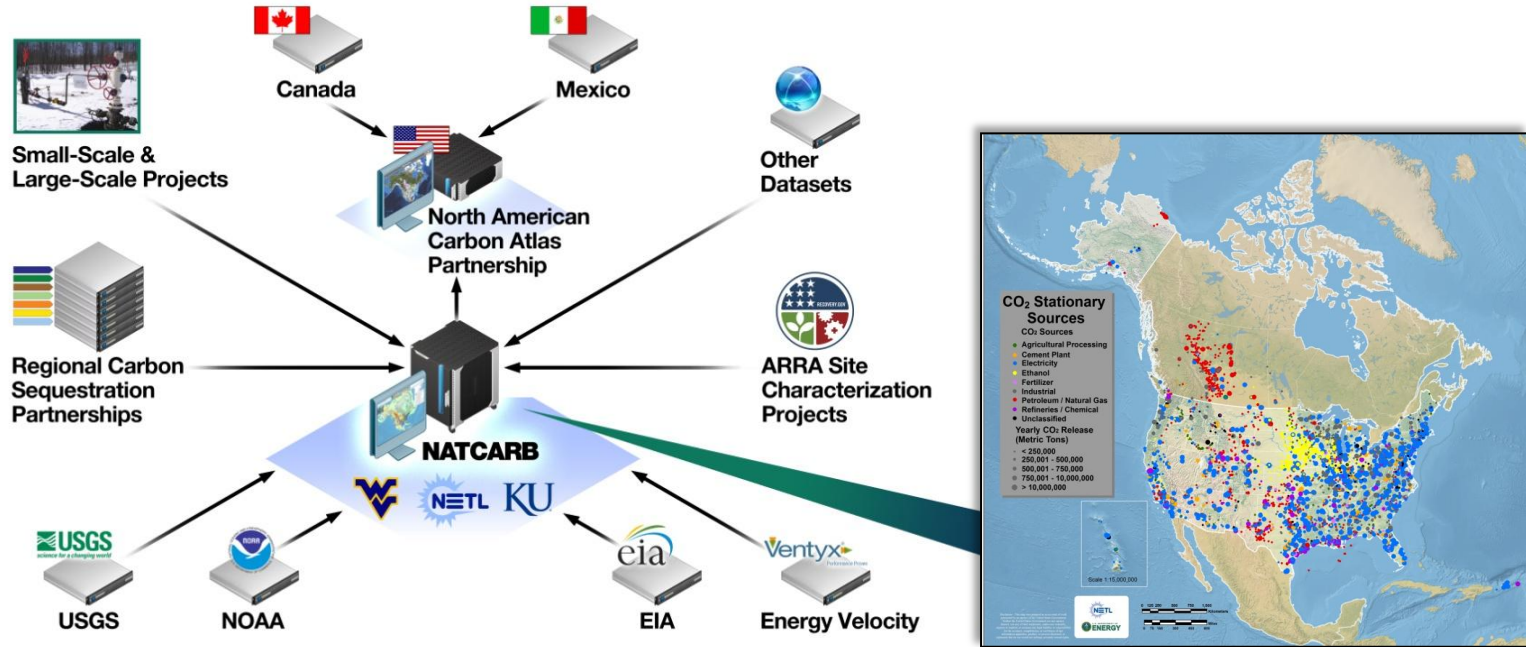 Canada
Mexico
Small-Scale &
Large-Scale Projects
Other
Datasets
North American
Carbon Atlas
Partnership
Regional Carbon
Sequestration
Partnerships
RECOVERY.GOV
ARRA Site
Characterization
Projects
NATCARB
WV
NETL
KU
USGS
science for a changing world
USGS
NOAA
NOAA
eia
EIA
Ventyx
Energy Velocity
CO₂ Stationary
Sources
CO₂ Sources
Agricultural Processing
Cement Plant
Electricity
Ethanol
Fertilizer
Industrial
Petroleum / Natural Gas
Refineries / Chemical
Unclassified
Yearly CO₂ Release
(Metric Tons)
< 250,000
250,001 - 500,000
500,001 - 750,000
750,001 - 10,000,000
> 10,000,000
Scale 1:15,000,000
NETL
ENERGY